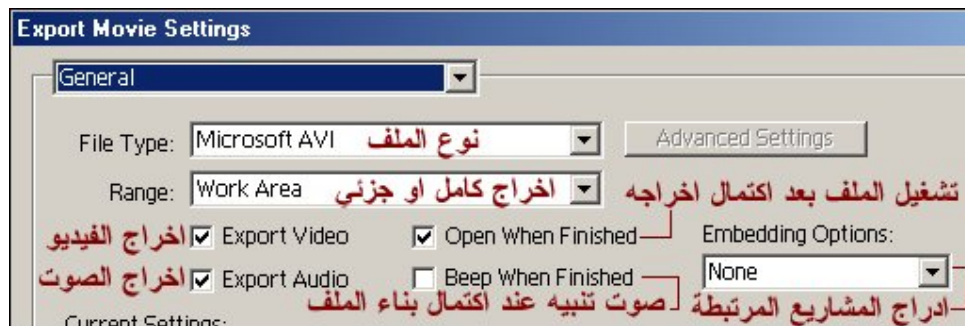 Export Movie Settings
General
File Type: Microsoft AVI نوع الملف Advanced Settings
Range: Work Area اخراج كامل او جزئي
تشغيل الملف بعد اكتمال اخراجه
اخراج الفيديو Export Video Open When Finished Embedding Options:
اخراج الصوت Export Audio Beep When Finished None
صوت تنبيه عند اكتمال بناء الملف ادراج المشاريع المرتبطة
Current Settings: